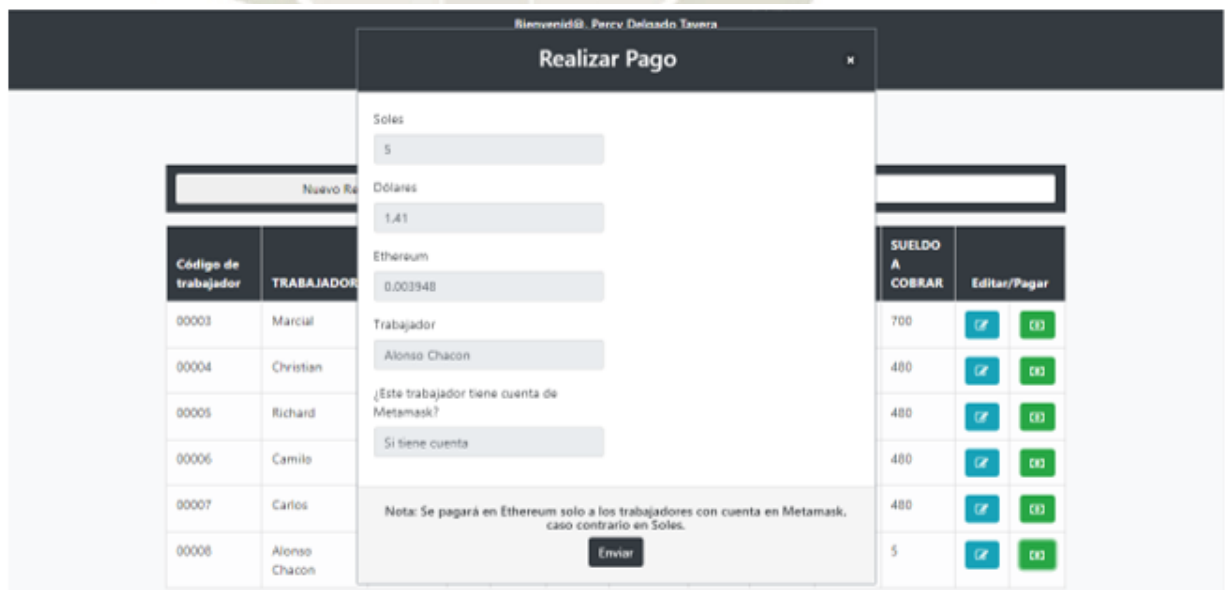 Bienvenid@, Percy Delgado Tavera
Realizar Pago
Soles
5
Dólares
1.41
Ethereum
0.003948
Trabajador
Alonso Chacon
¿Este trabajador tiene cuenta de
Metamask?
Si tiene cuenta
Nota: Se pagará en Ethereum solo a los trabajadores con cuenta en Metamask,
caso contrario en Soles.
Enviar
Nuevo Re
Código de
trabajador
TRABAJADOR
SUELDO
A
COBRAR
Editar/Pagar
00003 Marcial 700
00004 Christian 480
00005 Richard 480
00006 Camilo 480
00007 Carlos 480
00008 Alonso 5
Chacon